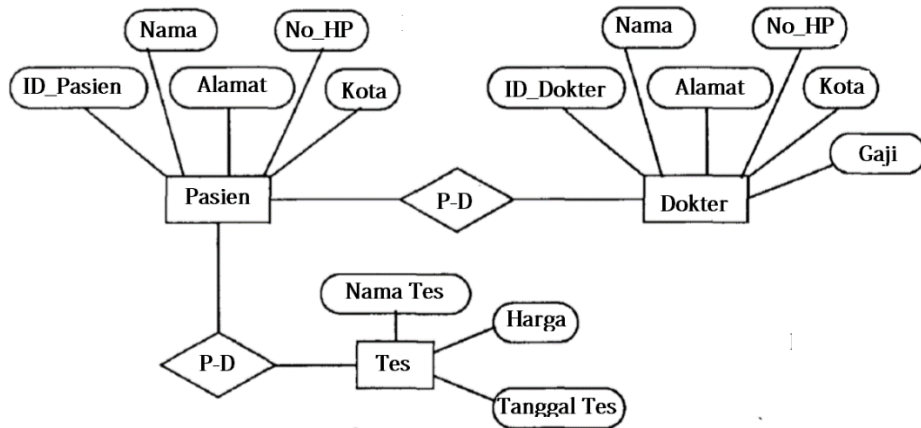 Nama
No_HP
Nama
No_HP
ID_Pasien
Alamat
Kota
ID_Dokter
Alamat
Kota
Gaji
Pasien
P-D
Dokter
Nama Tes
Harga
P-D
Tes
Tanggal Tes